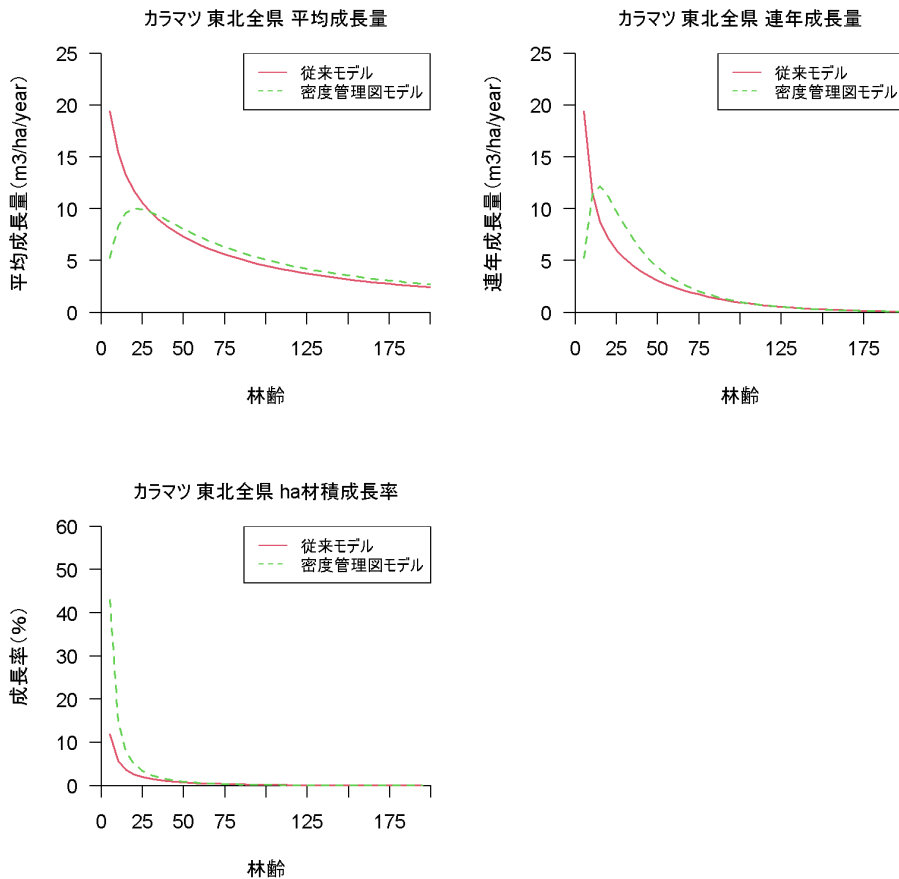 カラマツ 東北全県 平均成長量
平均成長量(m3/ha/year)
25
20
15
10
5
0
従来モデル
密度管理図モデル
0 25 50 75 125 175
林齢
カラマツ 東北全県 連年成長量
連年成長量(m3/ha/year)
25
20
15
10
5
0
従来モデル
密度管理図モデル
0 25 50 75 125 175
林齢
カラマツ 東北全県 ha材積成長率
成長率(%)
60
50
40
30
20
10
0
従来モデル
密度管理図モデル
0 25 50 75 125 175
林齢